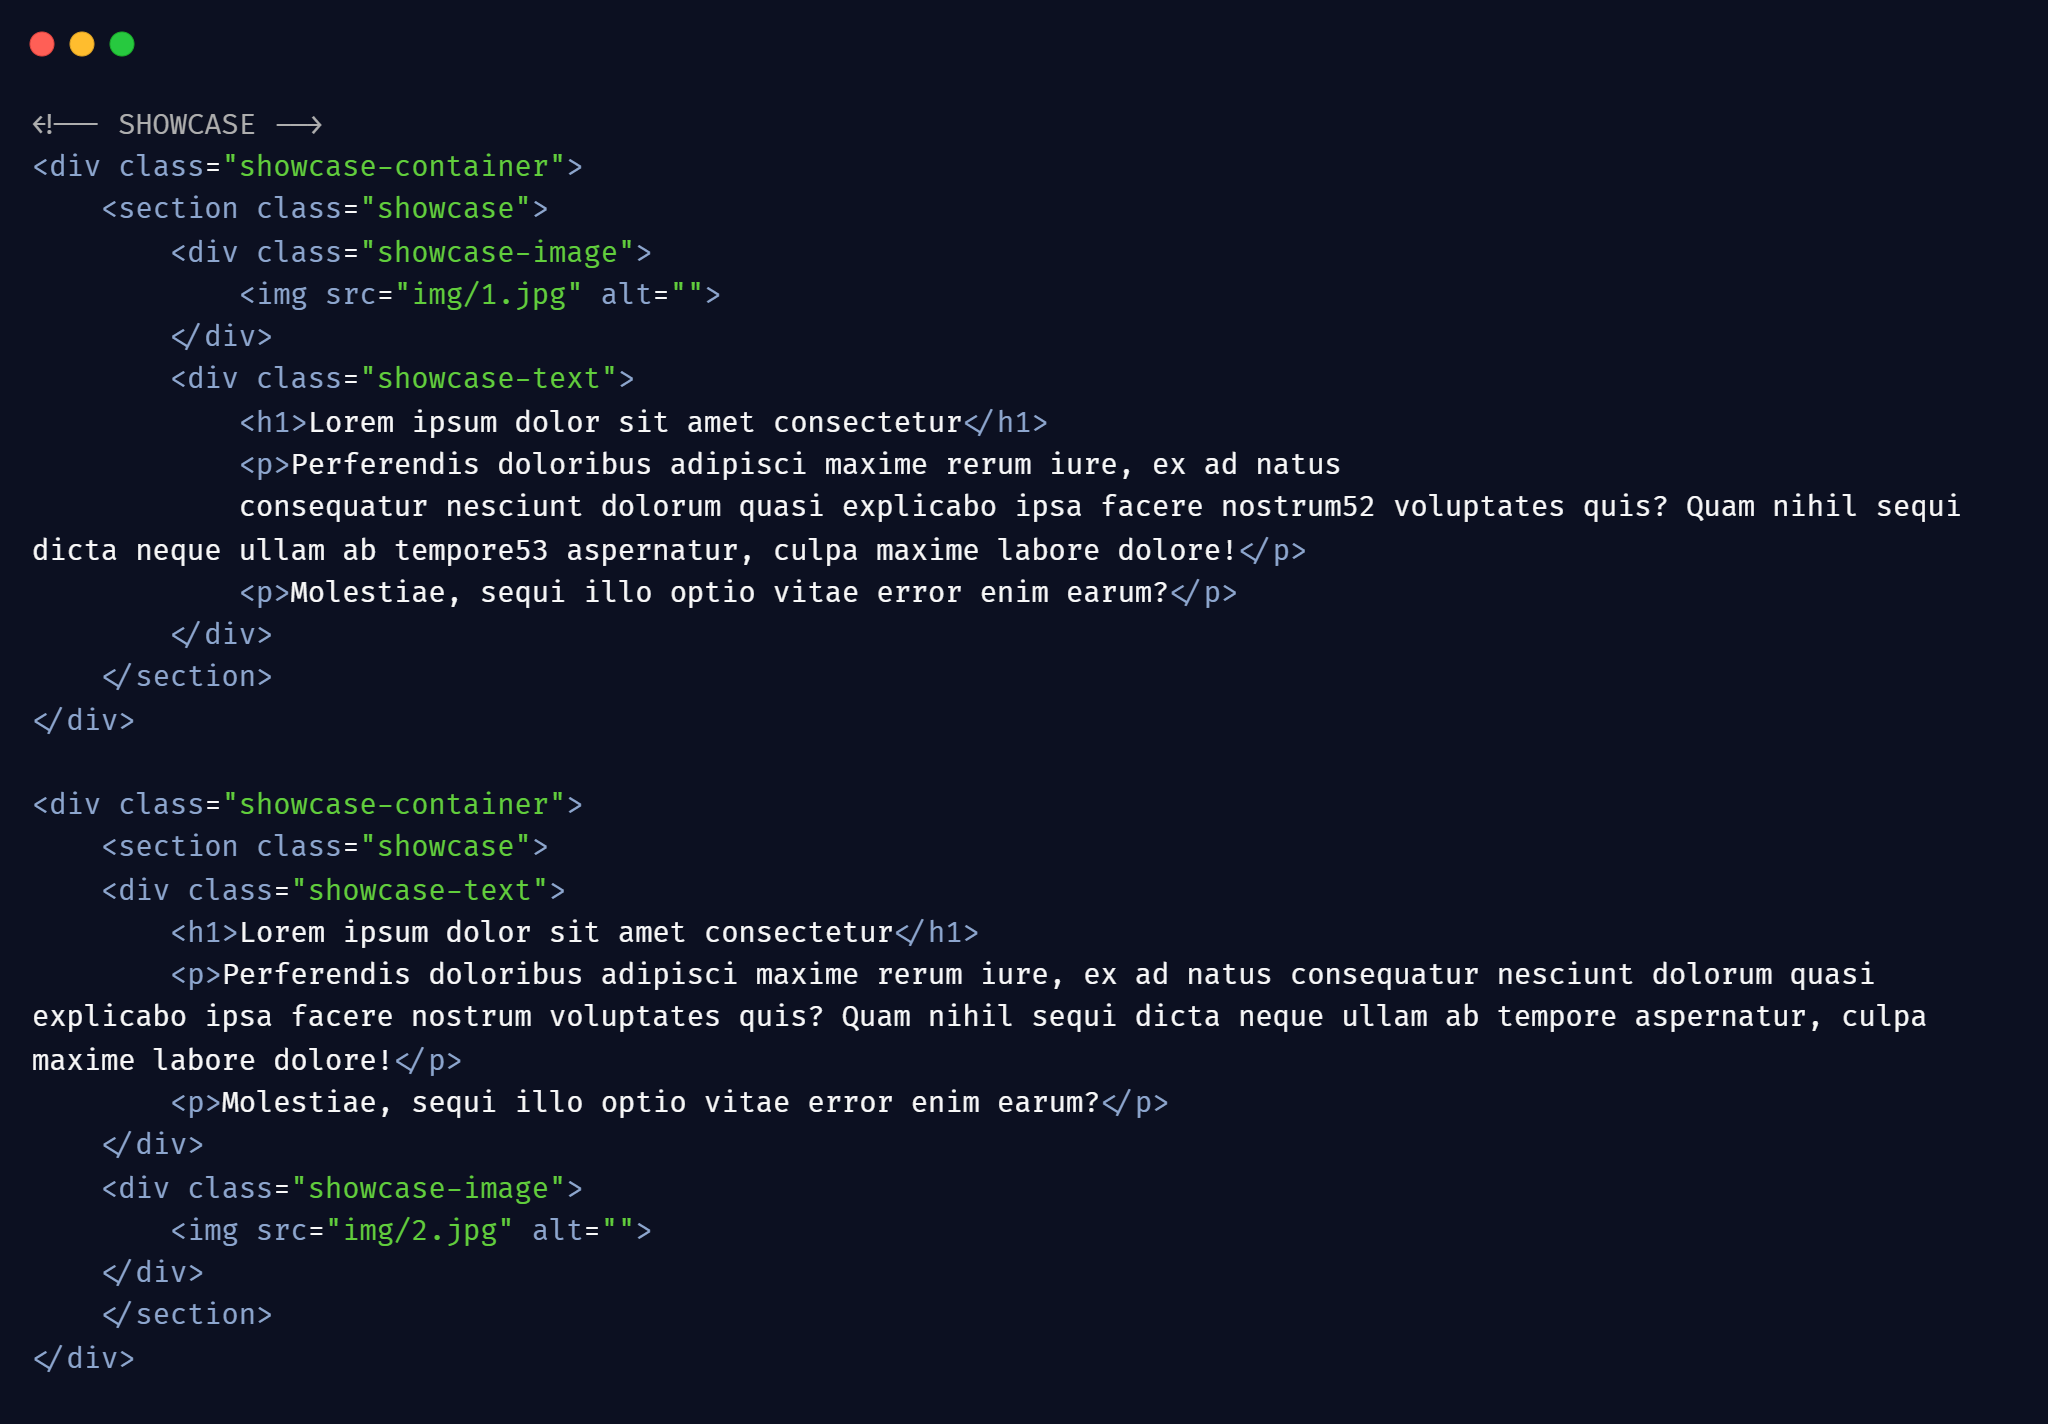 <!-- SHOWCASE -->
<div class="showcase-container">
    <section class="showcase">
        <div class="showcase-image">
            <img src="img/1.jpg" alt="">
        </div>
        <div class="showcase-text">
            <h1>Lorem ipsum dolor sit amet consectetur</h1>
            <p>Perferendis doloribus adipisci maxime rerum iure, ex ad natus
            consequatur nesciunt dolorum quasi explicabo ipsa facere nostrum52 voluptates quis? Quam nihil sequi
dicta neque ullam ab tempore53 aspernatur, culpa maxime labore dolore!</p>
            <p>Molestiae, sequi illo optio vitae error enim earum?</p>
        </div>
    </section>
</div>

<div class="showcase-container">
    <section class="showcase">
    <div class="showcase-text">
        <h1>Lorem ipsum dolor sit amet consectetur</h1>
        <p>Perferendis doloribus adipisci maxime rerum iure, ex ad natus consequatur nesciunt dolorum quasi
explicabo ipsa facere nostrum voluptates quis? Quam nihil sequi dicta neque ullam ab tempore aspernatur, culpa
maxime labore dolore!</p>
        <p>Molestiae, sequi illo optio vitae error enim earum?</p>
    </div>
    <div class="showcase-image">
        <img src="img/2.jpg" alt="">
    </div>
    </section>
</div>